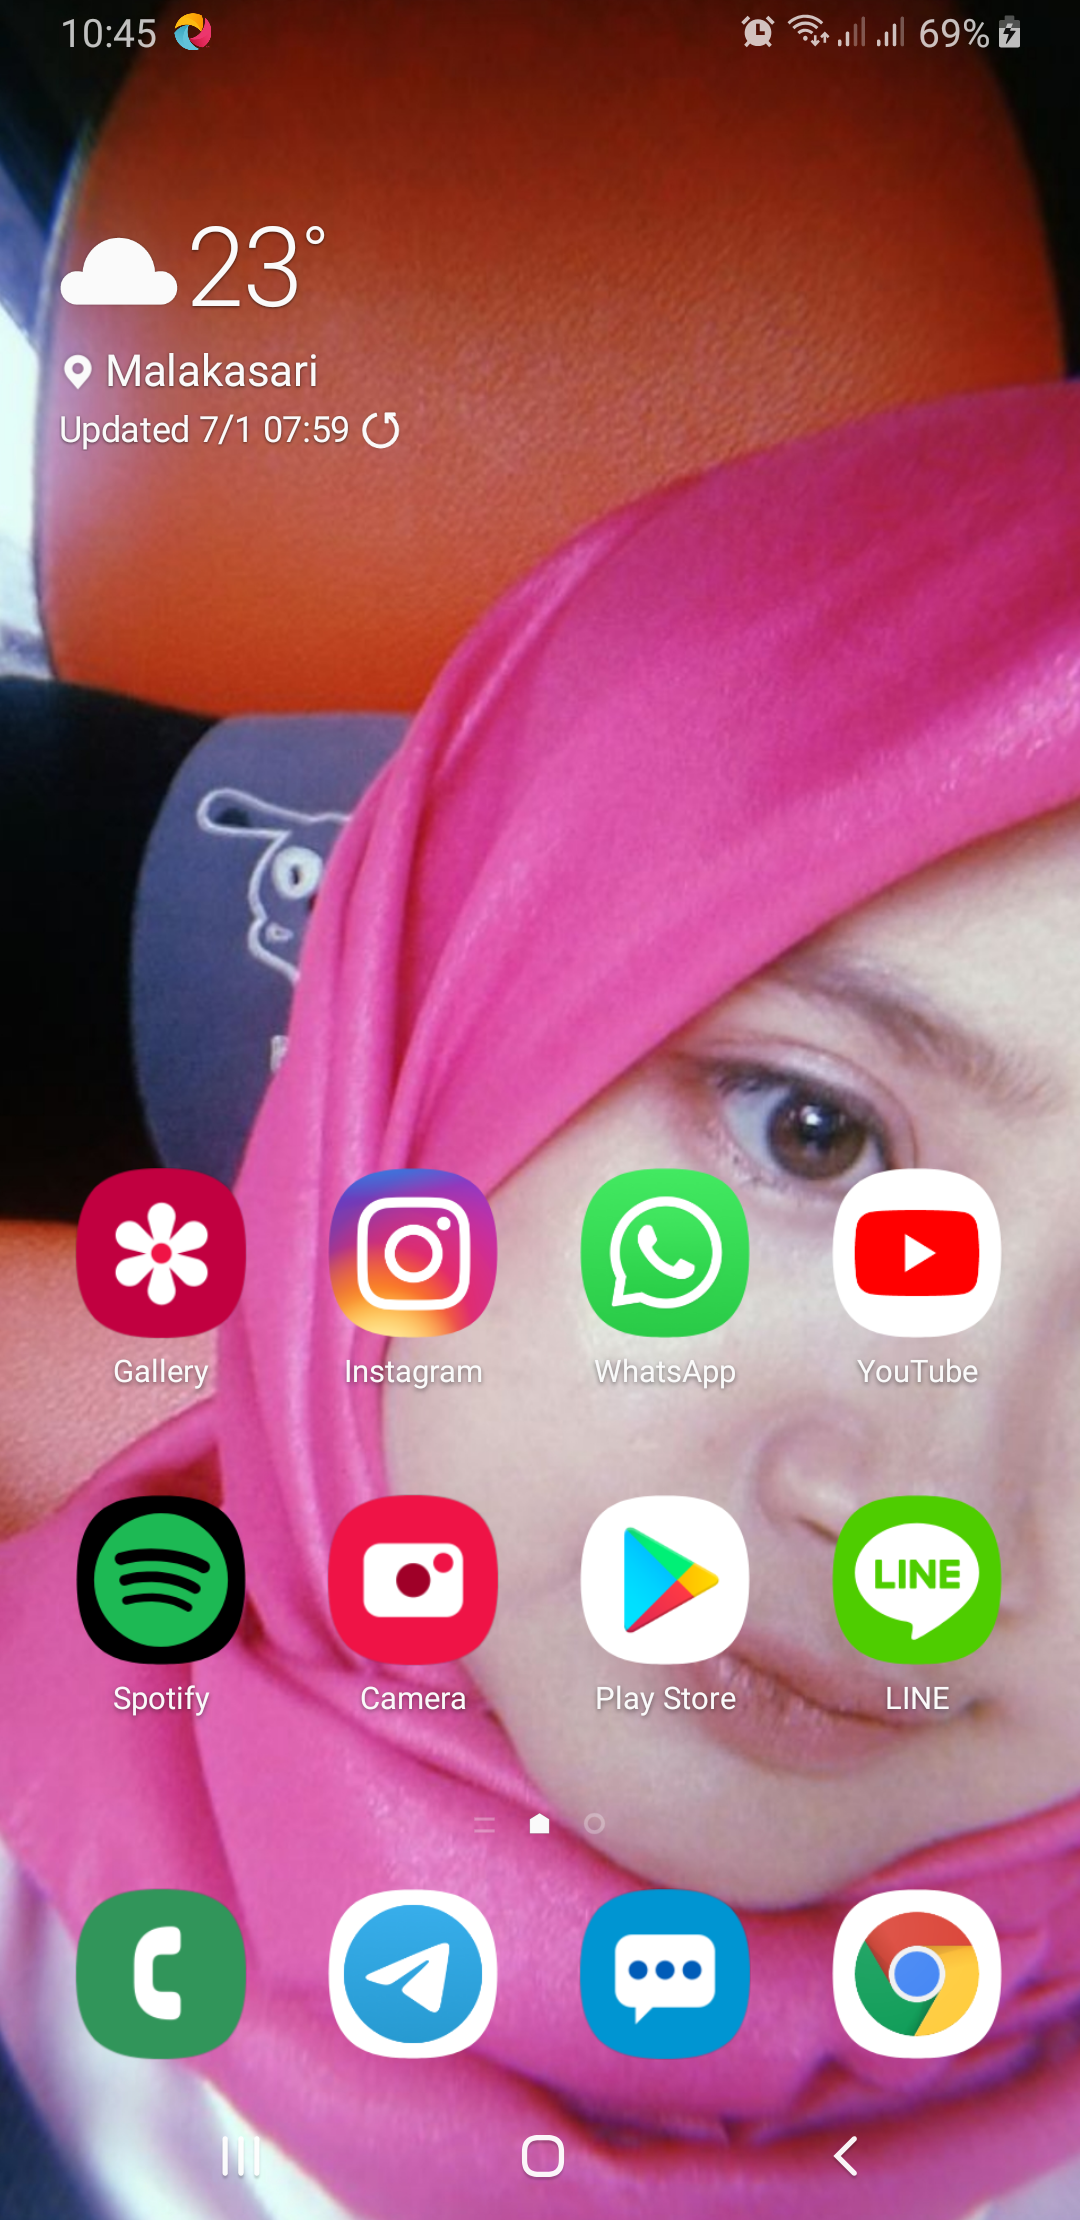 10:45
69%
23°
Malakasari
Updated 7/1 07:59
Gallery
Instagram
WhatsApp
YouTube
LINE
Spotify
Camera
Play Store
LINE